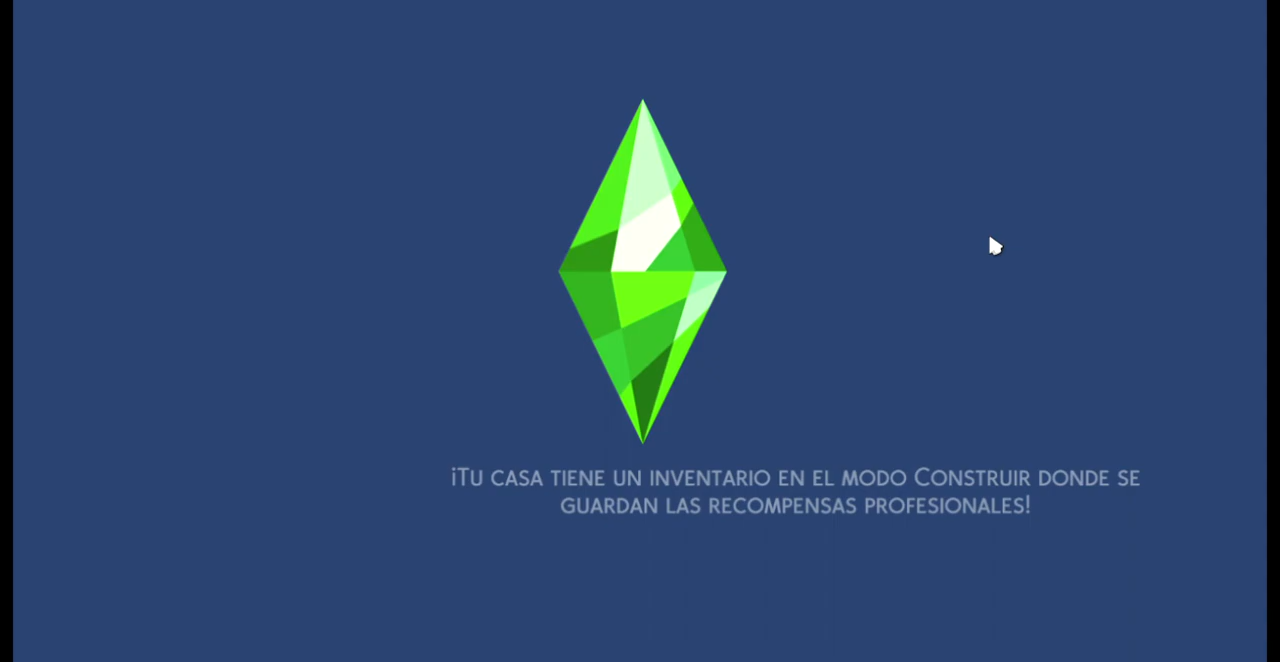 ¡Tu casa tiene un inventario en el modo Construir donde se
guardan las recompensas profesionales!